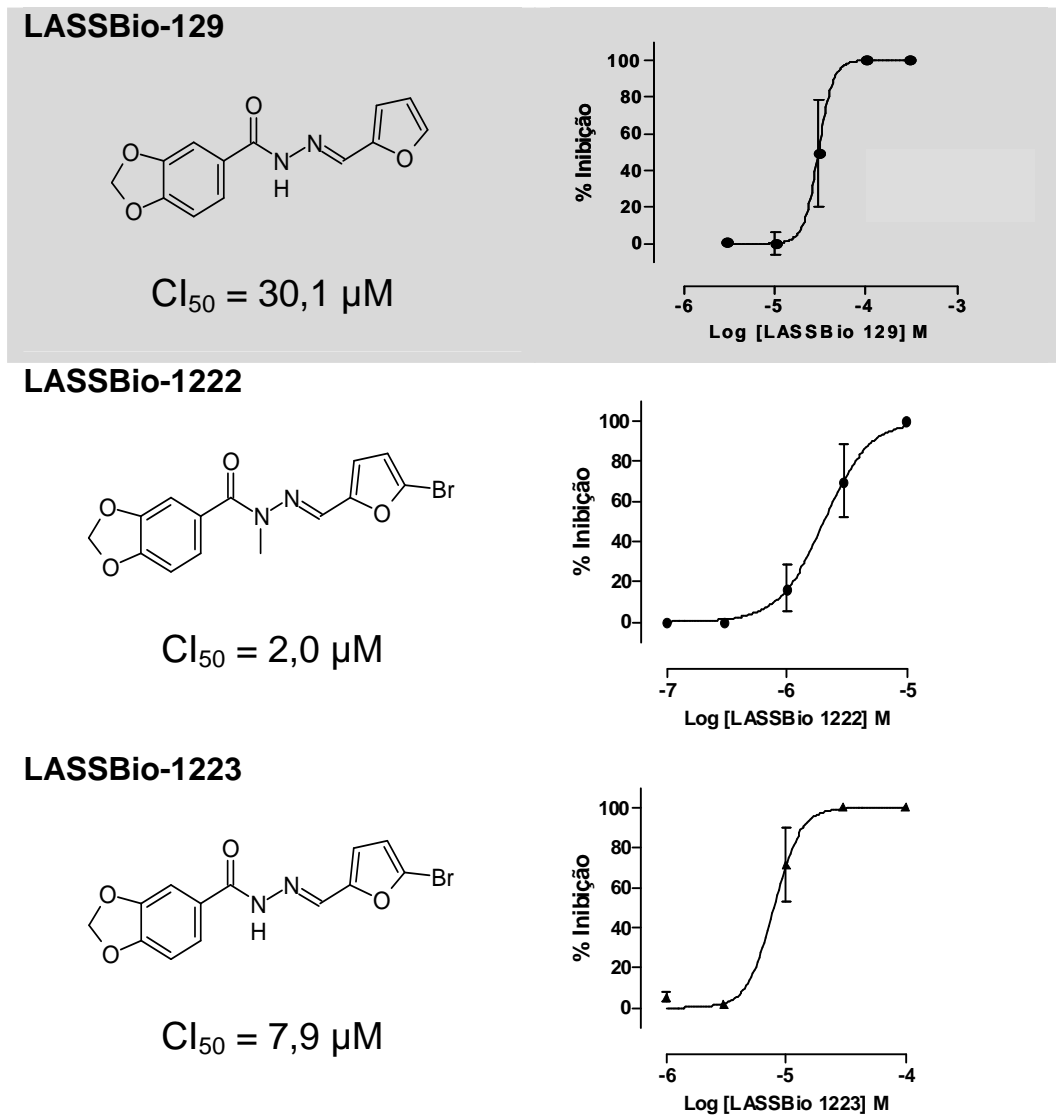 LASSBio-129
O
O
O
N
H
N
O
CI₅₀ = 30,1 µM
% Inibição
100
80
60
40
20
0
-6 -5 -4 -3
Log [LASSBio 129] M
LASSBio-1222
O
O
O
N
N
O
Br
CI₅₀ = 2,0 µM
% Inibição
100
80
60
40
20
0
-7 -6 -5
Log [LASSBio 1222] M
LASSBio-1223
O
O
O
N
H
N
O
Br
CI₅₀ = 7,9 µM
% Inibição
100
80
60
40
20
0
-6 -5 -4
Log [LASSBio 1223] M